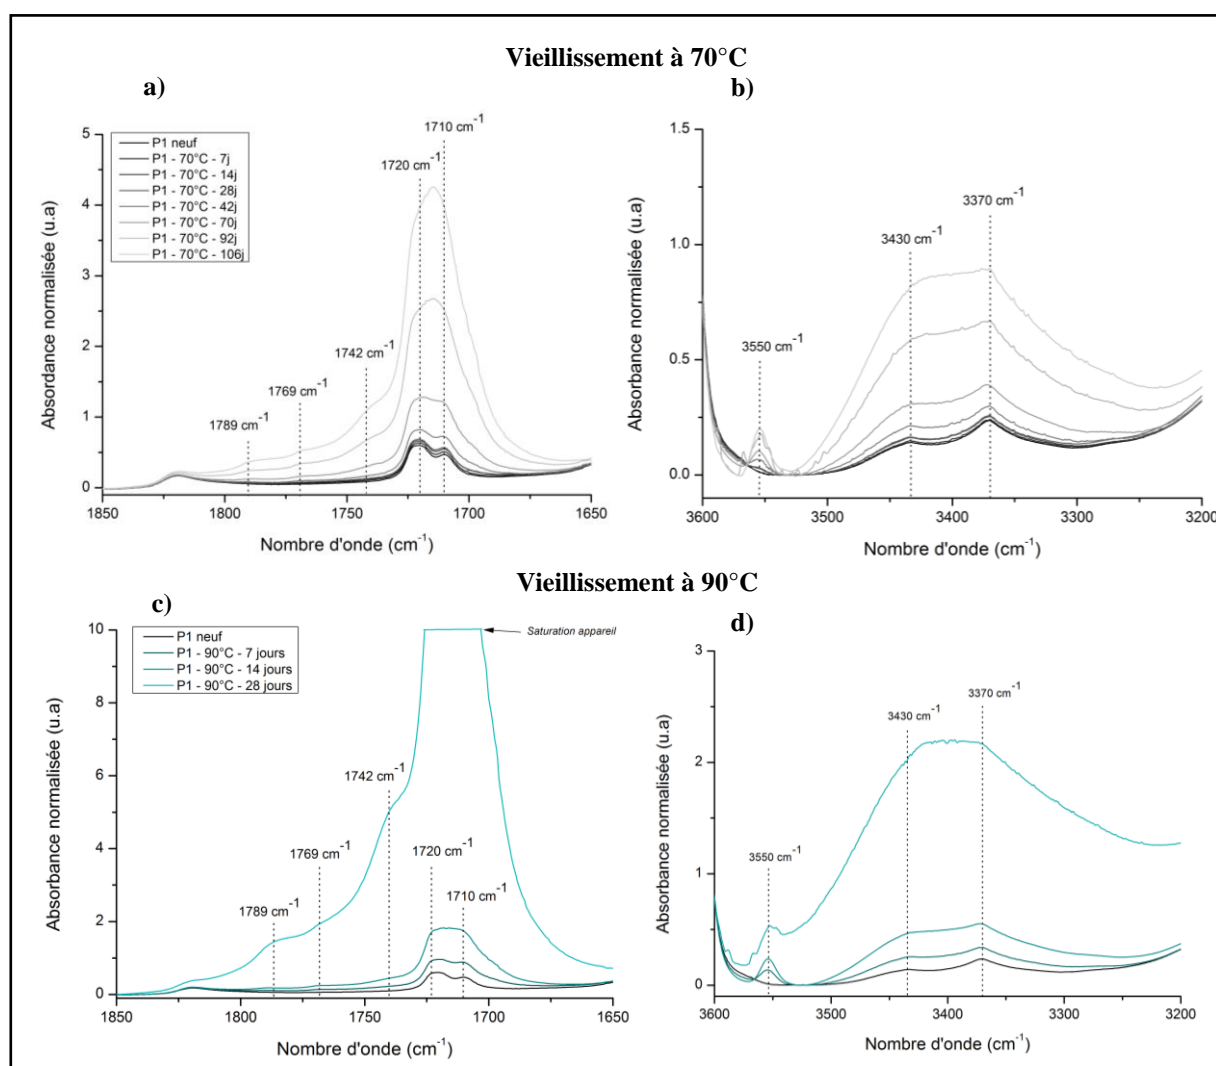 Vieillissement à 70°C
a)
b)
P1 neuf
P1 - 70°C - 7j
P1 - 70°C - 14j
P1 - 70°C - 28j
P1 - 70°C - 42j
P1 - 70°C - 70j
P1 - 70°C - 92j
P1 - 70°C - 106j
1789 cm-1
1769 cm-1
1742 cm-1
1720 cm-1
1710 cm-1
Absordance normalisée (u.a)
5
4
3
2
1
0
1850
1800
1750
1700
1650
Nombre d'onde (cm-1)
3550 cm-1
3430 cm-1
3370 cm-1
Absorbance normalisée (u.a)
1.5
1.0
0.5
0.0
3600
3500
3400
3300
3200
Nombre d'onde (cm-1)
Vieillissement à 90°C
c)
d)
P1 neuf
P1 - 90°C - 7 jours
P1 - 90°C - 14 jours
P1 - 90°C - 28 jours
Saturation appareil
1789 cm-1
1769 cm-1
1742 cm-1
1720 cm-1
1710 cm-1
Absorbance normalisée (u.a)
10
8
6
4
2
0
1850
1800
1750
1700
1650
Nombre d'onde (cm-1)
3550 cm-1
3430 cm-1
3370 cm-1
Absorbance normalisée (u.a)
3
2
1
0
3600
3500
3400
3300
3200
Nombre d'onde (cm-1)